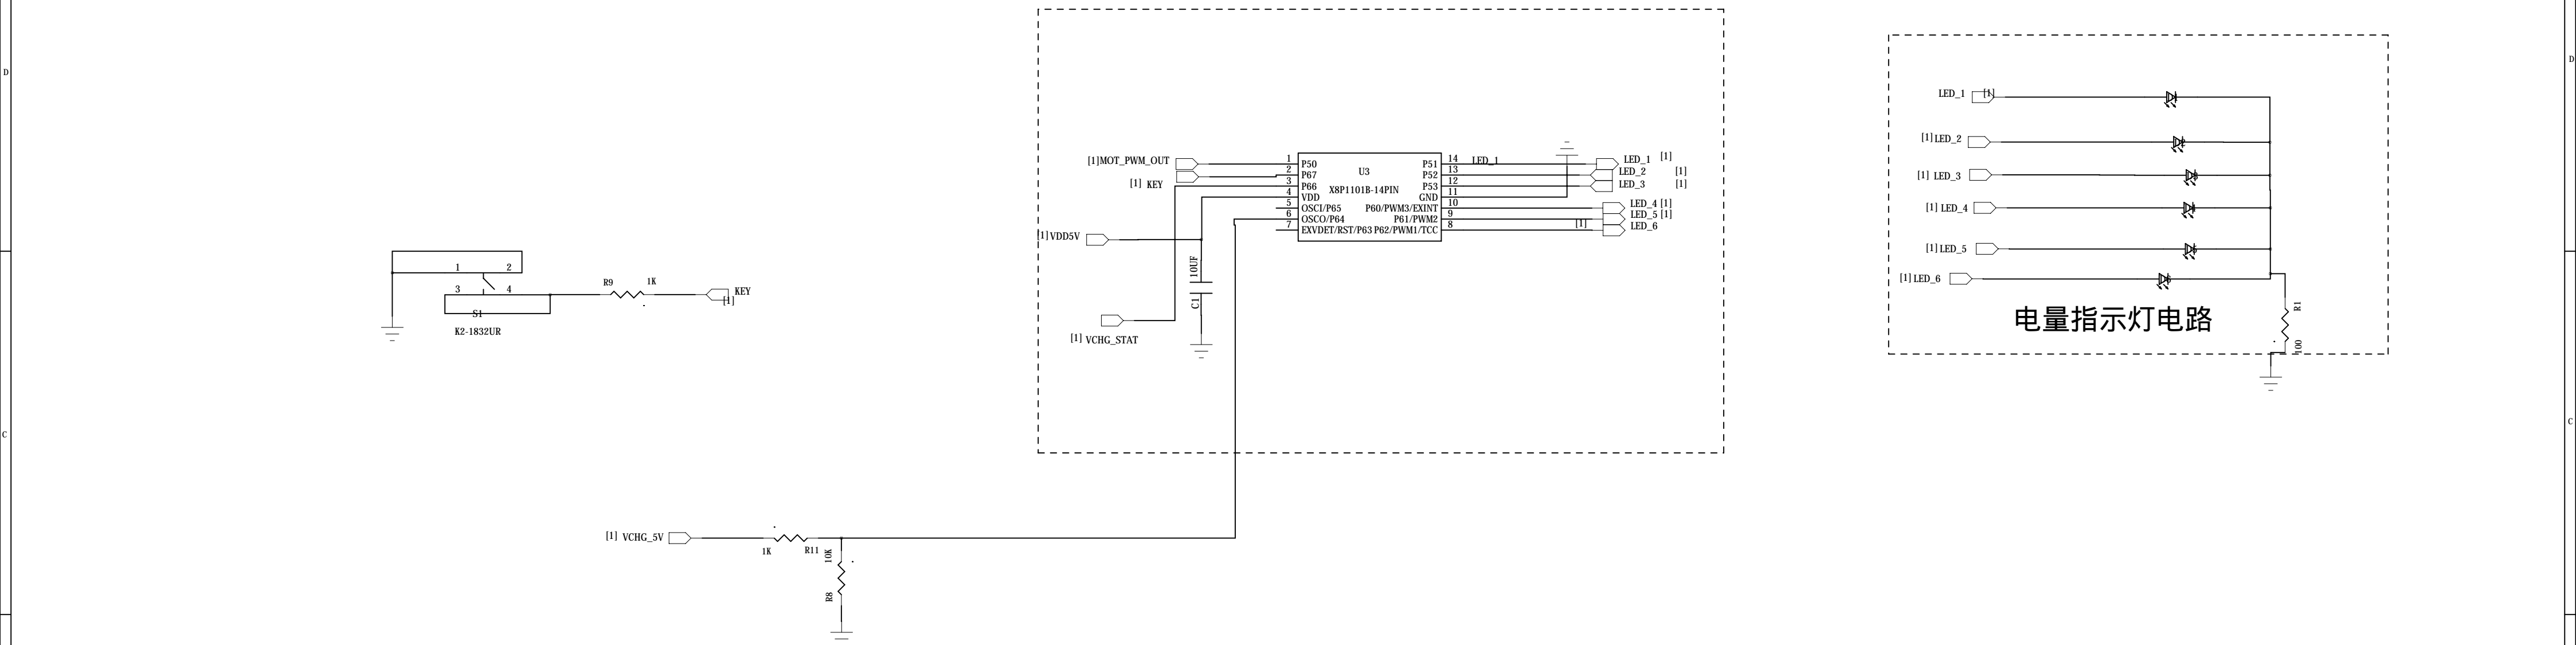 D
D
C
C
1
2
3
4
S1
K2-1832UR
R9
1K
KEY
[1]
[1]MOT_PWM_OUT
[1] KEY
[1]VDD5V
10UF
C1
[1] VCHG_STAT
U3
X8P1101B-14PIN
1 P50
2 P67
3 P66
4 VDD
5 OSCI/P65
6 OSCO/P64
7 EXVDET/RST/P63
P51 14
P52 13
P53 12
GND 11
P60/PWM3/EXINT 10
P61/PWM2 9
P62/PWM1/TCC 8
LED_1
LED_1 [1]
LED_2 [1]
LED_3 [1]
LED_4 [1]
LED_5 [1]
[1] LED_6
LED_1 [1]
[1] LED_2
[1] LED_3
[1] LED_4
[1] LED_5
[1] LED_6
电量指示灯电路
R1
100
[1] VCHG_5V
1K
R11
10K
R8